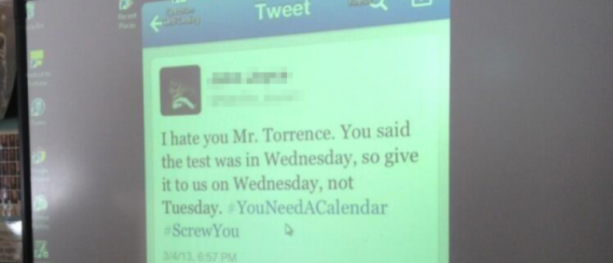 Tweet
I hate you Mr. Torrence. You said
the test was in Wednesday, so give
it to us on Wednesday, not
Tuesday. #YouNeedACalendar
#ScrewYou
3/4/13, 6:57 PM